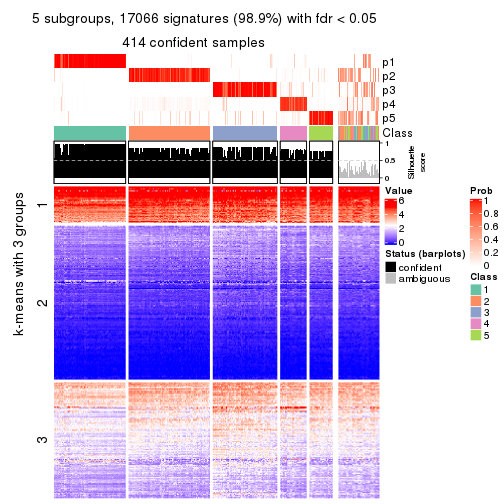 5 subgroups, 17066 signatures (98.9%) with fdr < 0.05
414 confident samples
p1
p2
p3
p4
p5
Class
1
0.5
0
Silhouette
score
k-means with 3 groups
1
2
3
Value
6
4
2
0
Status (barplots)
confident
ambiguous
Prob
1
0.8
0.6
0.4
0.2
0
Class
1
2
3
4
5